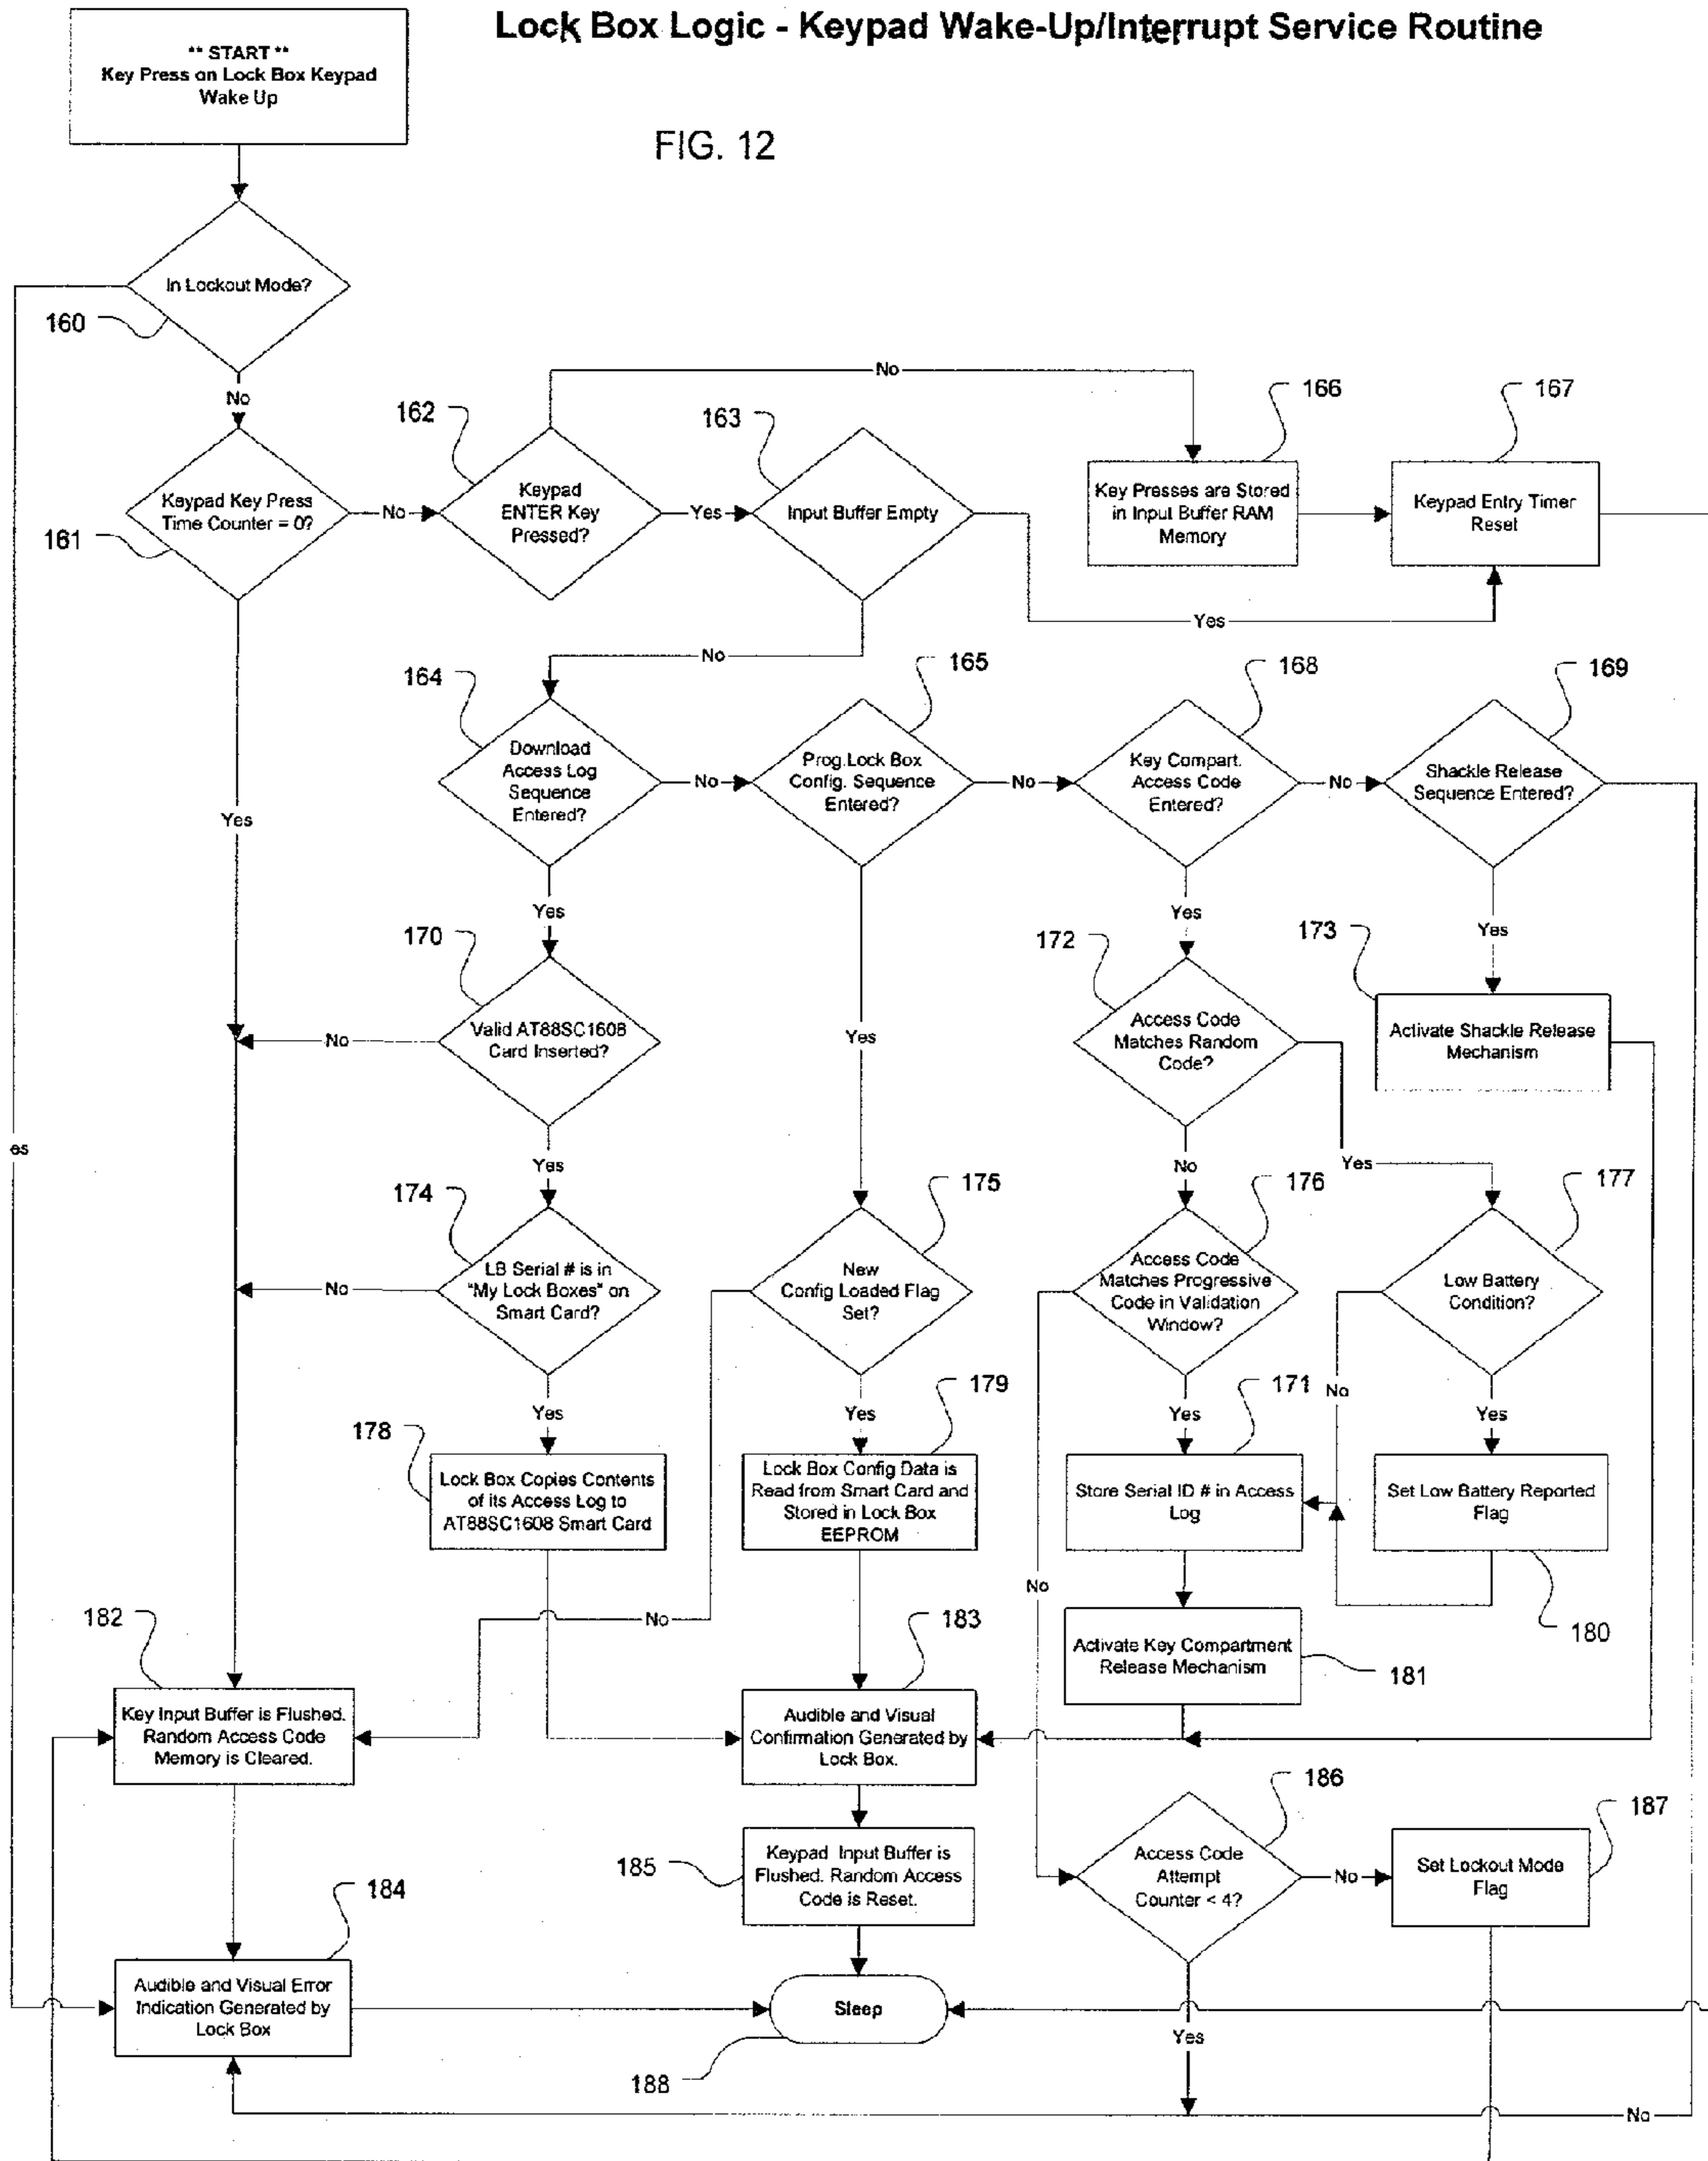 Lock Box Logic - Keypad Wake-Up/Interrupt Service Routine
** START **
Key Press on Lock Box Keypad
Wake Up
FIG. 12
In Lockout Mode?
160
No
No
161
Keypad Key Press
Time Counter = 0?
No
162
Keypad
ENTER Key
Pressed?
Yes
163
Input Buffer Empty
166
Key Presses are Stored
in Input Buffer RAM
Memory
167
Keypad Entry Timer
Reset
Yes
No
164
Download
Access Log
Sequence
Entered?
No
165
Prog.Lock Box
Config. Sequence
Entered?
No
168
Key Compart.
Access Code
Entered?
No
169
Shackle Release
Sequence Entered?
Yes
Yes
Yes
Yes
170
Valid AT88SC1608
Card Inserted?
No
Yes
172
Access Code
Matches Random
Code?
173
Activate Shackle Release
Mechanism
es
Yes
No
Yes
174
LB Serial # is in
"My Lock Boxes" on
Smart Card?
No
175
New
Config Loaded Flag
Set?
176
Access Code
Matches Progressive
Code in Validation
Window?
177
Low Battery
Condition?
Yes
Yes
Yes
No
Yes
178
Lock Box Copies Contents
of its Access Log to
AT88SC1608 Smart Card
179
Lock Box Config Data is
Read from Smart Card and
Stored in Lock Box
EEPROM
171
Store Serial ID # in Access
Log
Set Low Battery Reported
Flag
180
No
No
182
Key Input Buffer is Flushed.
Random Access Code
Memory is Cleared.
183
Audible and Visual
Confirmation Generated by
Lock Box.
Activate Key Compartment
Release Mechanism
181
185
Keypad Input Buffer is
Flushed. Random Access
Code is Reset.
186
Access Code
Attempt
Counter < 4?
No
187
Set Lockout Mode
Flag
184
Audible and Visual Error
Indication Generated by
Lock Box
Sleep
188
Yes
No